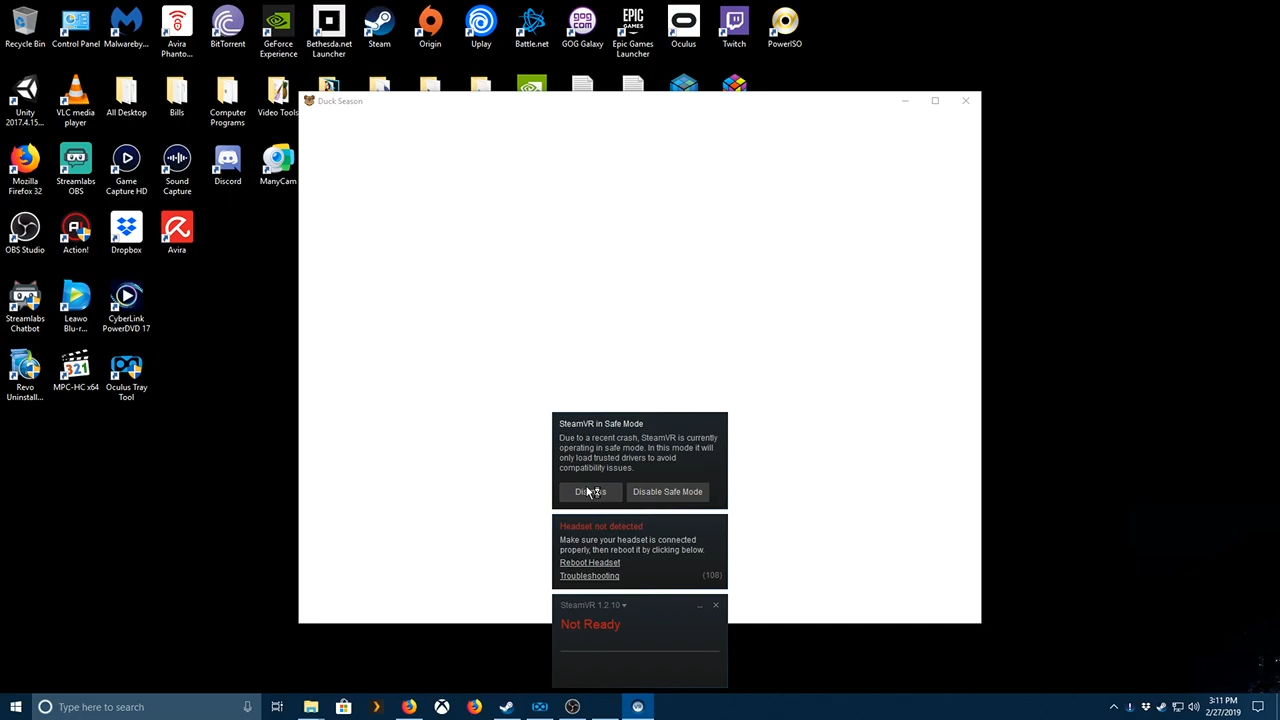 Recycle Bin
Control Panel
Malwareby...
Avira
Phanto...
BitTorrent
GeForce
Experience
Bethesda.net
Launcher
Steam
Origin
Uplay
Battle.net
GOG Galaxy
Epic Games
Launcher
Oculus
Twitch
PowerISO
Unity
2017.4.15...
VLC media
player
All Desktop
Bills
Computer
Programs
Video Tools
Duck Season
Mozilla
Firefox 32
Streamlabs
OBS
Game
Capture HD
Sound
Capture
Discord
ManyCam
OBS Studio
Action!
Dropbox
Avira
Streamlabs
Chatbot
Leawo
Blu-r...
CyberLink
PowerDVD 17
Revo
Uninstall...
MPC-HC x64
Oculus Tray
Tool
SteamVR in Safe Mode
Due to a recent crash, SteamVR is currently
operating in safe mode. In this mode it will
only load trusted drivers to avoid
compatibility issues.
Disable Safe Mode
Headset not detected
Make sure your headset is connected
properly, then reboot it by clicking below.
Reboot Headset
Troubleshooting (108)
SteamVR 1.2.10
Not Ready
Type here to search
3:11 PM
2/27/2019